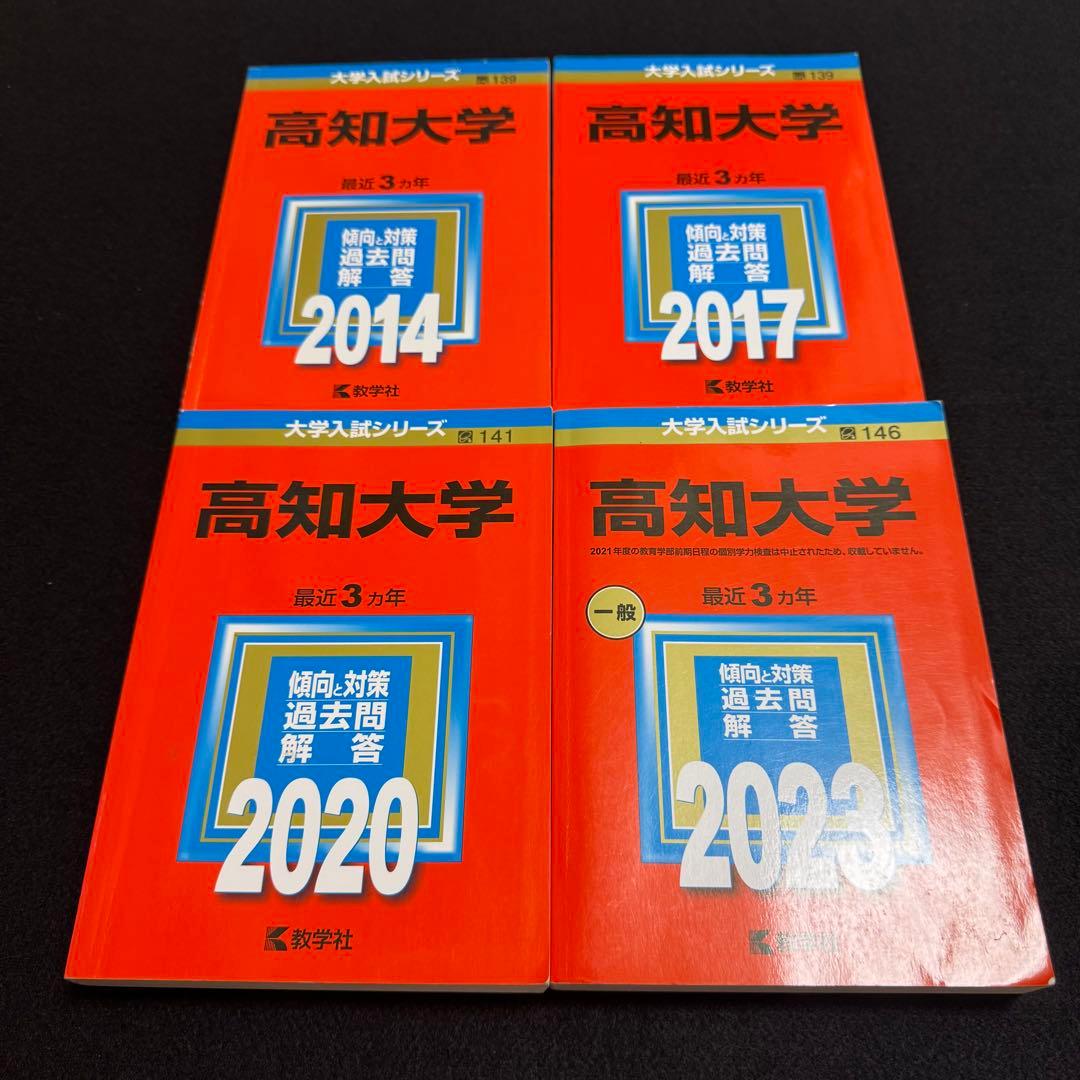 大学入試シリーズ
139
高知大学
最近3カ年
傾向と対策
過去問
解答
2014
教学社
大学入試シリーズ
139
高知大学
最近3カ年
傾向と対策
過去問
解答
2017
教学社
大学入試シリーズ
141
高知大学
最近3カ年
傾向と対策
過去問
解答
2020
教学社
大学入試シリーズ
146
高知大学
2021年度の教育学部前期日程の個別学力検査は中止されたため、収載していません。
一般
最近3カ年
傾向と対策
過去問
解答
2023
教学社